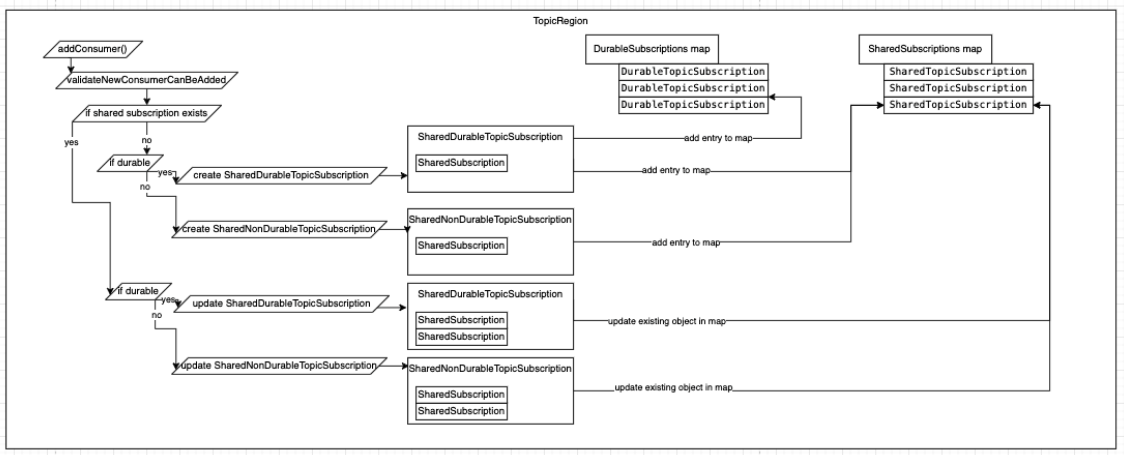 TopicRegion
addConsumer()
validateNewConsumerCanBeAdded
if shared subscription exists
yes
no
if durable
yes
no
create SharedDurableTopicSubscription
create SharedNonDurableTopicSubscription
if durable
yes
no
update SharedDurableTopicSubscription
update SharedNonDurableTopicSubscription
SharedDurableTopicSubscription
SharedSubscription
SharedNonDurableTopicSubscription
SharedSubscription
SharedDurableTopicSubscription
SharedSubscription
SharedSubscription
SharedNonDurableTopicSubscription
SharedSubscription
SharedSubscription
DurableSubscriptions map
DurableTopicSubscription
DurableTopicSubscription
DurableTopicSubscription
SharedSubscriptions map
SharedTopicSubscription
SharedTopicSubscription
SharedTopicSubscription
add entry to map
add entry to map
add entry to map
update existing object in map
update existing object in map